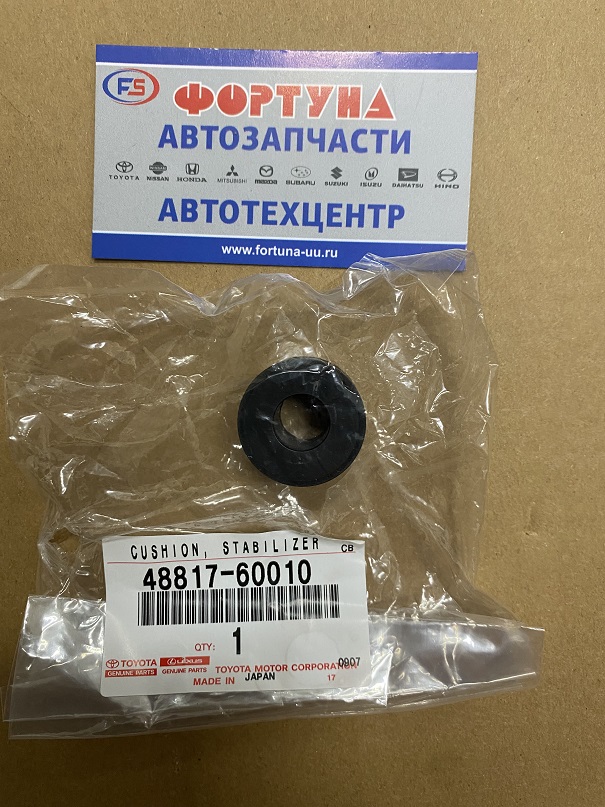 FS ФОРТУНА
АВТОЗАПЧАСТИ
TOYOTA NISSAN HONDA MITSUBISHI mazda SUBARU SUZUKI ISUZU DAIHATSU HINO
АВТОТЕХЦЕНТР
www.fortuna-uu.ru
CUSHION, STABILIZER CB
48817-60010
QTY: 1
TOYOTA LEXUS
GENUINE PARTS GENUINE PARTS TOYOTA MOTOR CORPORATION 0907
MADE IN JAPAN 17